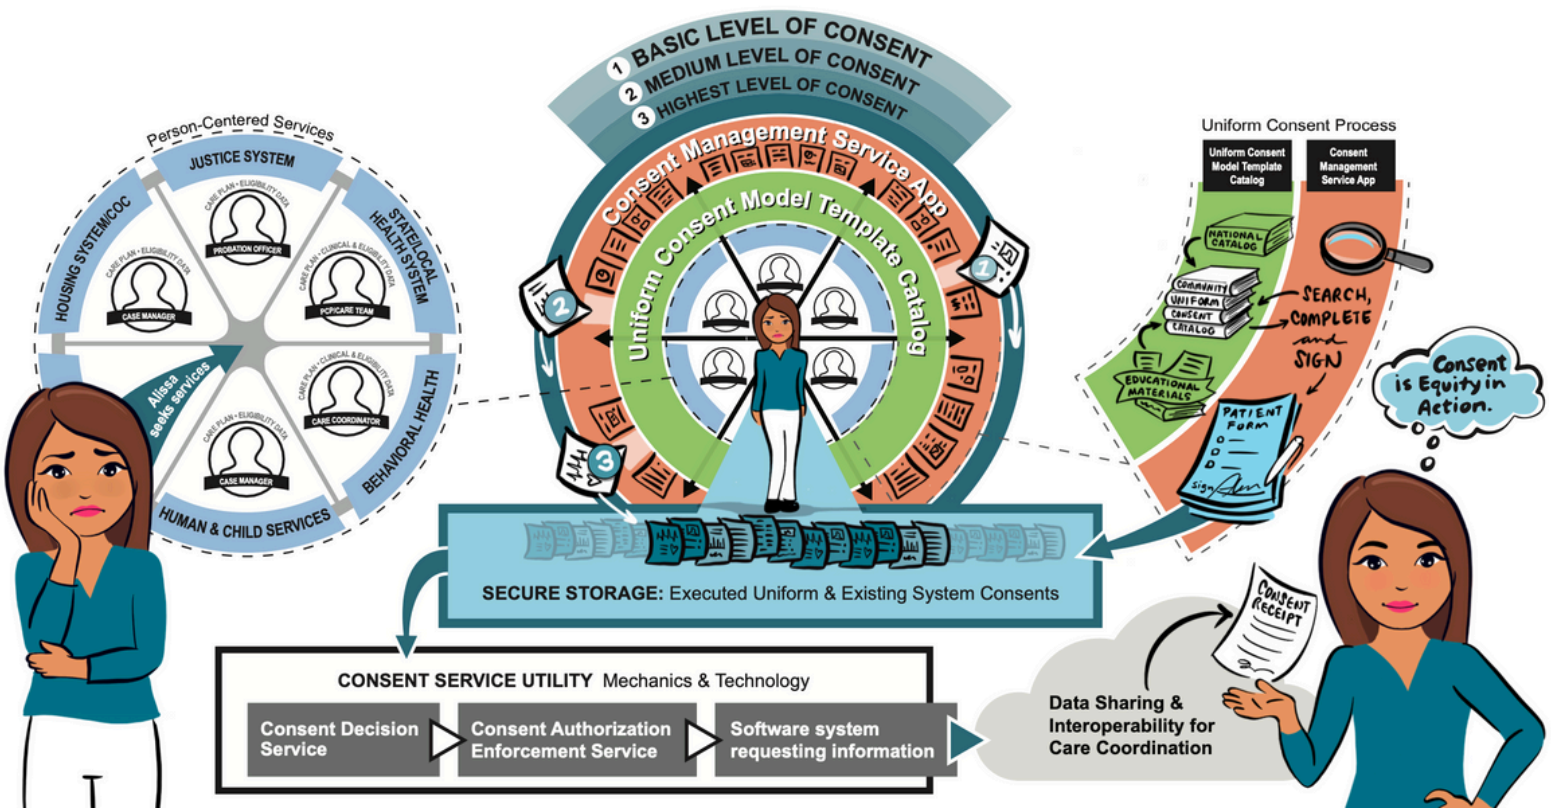 1 BASIC LEVEL OF CONSENT
2 MEDIUM LEVEL OF CONSENT
3 HIGHEST LEVEL OF CONSENT
Consent Management Service App
Uniform Consent Model Template Catalog
1
2
3
Person-Centered Services
JUSTICE SYSTEM
CARE PLAN • ELIGIBILITY DATA
PROBATION OFFICER
STATE/LOCAL
HEALTH SYSTEM
CARE PLAN • CLINICAL & ELIGIBILITY DATA
PCP/CARE TEAM
HOUSING SYSTEM/COC
CARE PLAN • ELIGIBILITY DATA
CASE MANAGER
BEHAVIORAL HEALTH
CARE PLAN • CLINICAL & ELIGIBILITY DATA
CARE COORDINATOR
HUMAN & CHILD SERVICES
CARE PLAN • ELIGIBILITY DATA
CASE MANAGER
Alissa
seeks services
Uniform Consent Process
Uniform Consent
Model Template
Catalog
Consent
Management
Service App
NATIONAL
CATALOG
COMMUNITY
UNIFORM
CONSENT
CATALOG
EDUCATIONAL
MATERIALS
SEARCH,
COMPLETE
and
SIGN
PATIENT
FORM
sign
Consent
is Equity in
Action.
SECURE STORAGE: Executed Uniform & Existing System Consents
CONSENT SERVICE UTILITY Mechanics & Technology
Consent Decision
Service
Consent Authorization
Enforcement Service
Software system
requesting information
Data Sharing &
Interoperability for
Care Coordination
CONSENT
RECEIPT